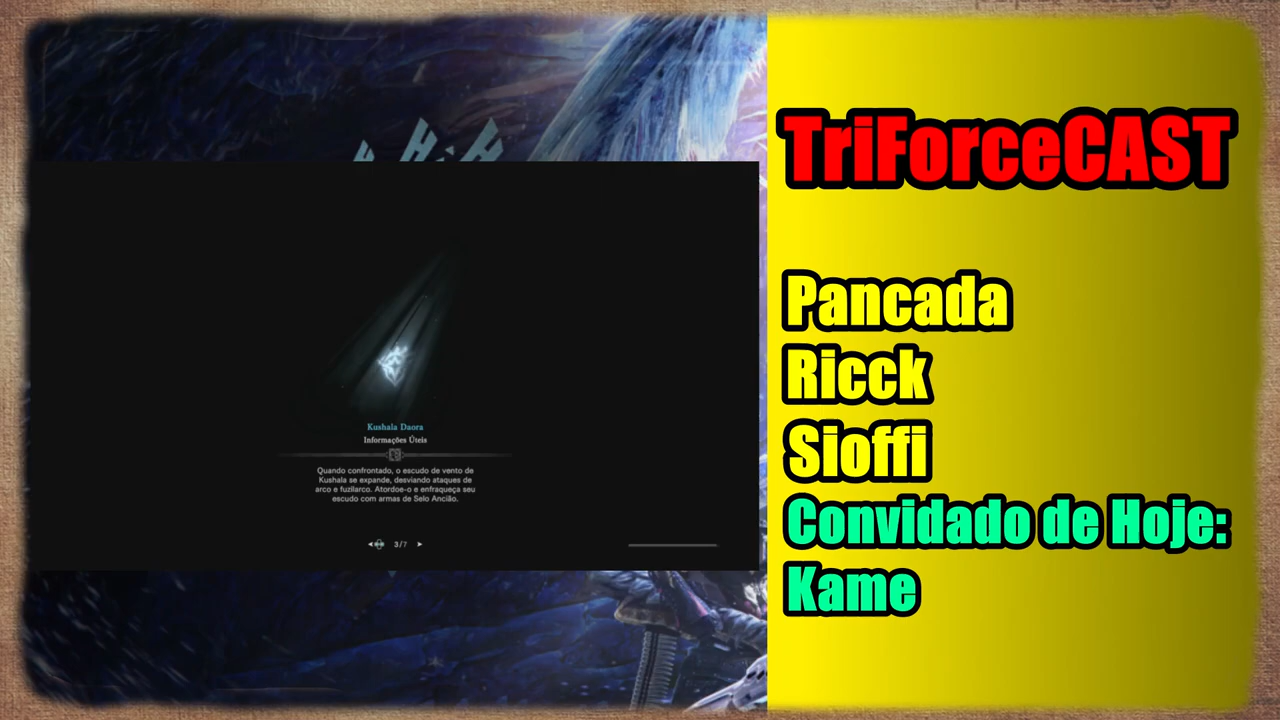 TriForceCAST
Pancada
Ricck
Sioffi
Convidado de Hoje:
Kame
Kushala Daora
Informações Úteis
Quando confrontado, o escudo de vento de
Kushala se expande, desviando ataques de
arco e fuzilarco. Atordoe-o e enfraqueça seu
escudo com armas de Selo Ancião.
3/7